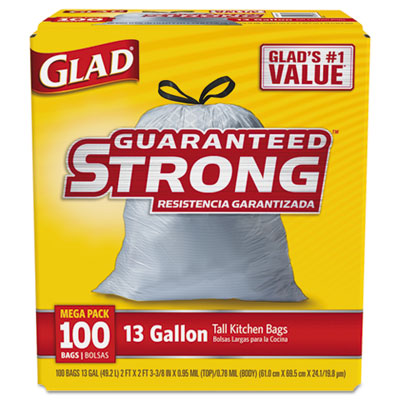 GLAD
GLAD'S #1
VALUE*
GUARANTEED™
STRONG
RESISTENCIA GARANTIZADA
MEGA PACK
100
BAGS | BOLSAS
13 Gallon
Tall Kitchen Bags
Bolsas Largas para la Cocina
100 BAGS 13 GAL (49.2 L) 2 FT X 2 FT 3-3/8 IN X 0.95 MIL (TOP)/0.78 MIL (BODY) (61.0 cm X 69.5 cm X 24.1/19.8 µm)